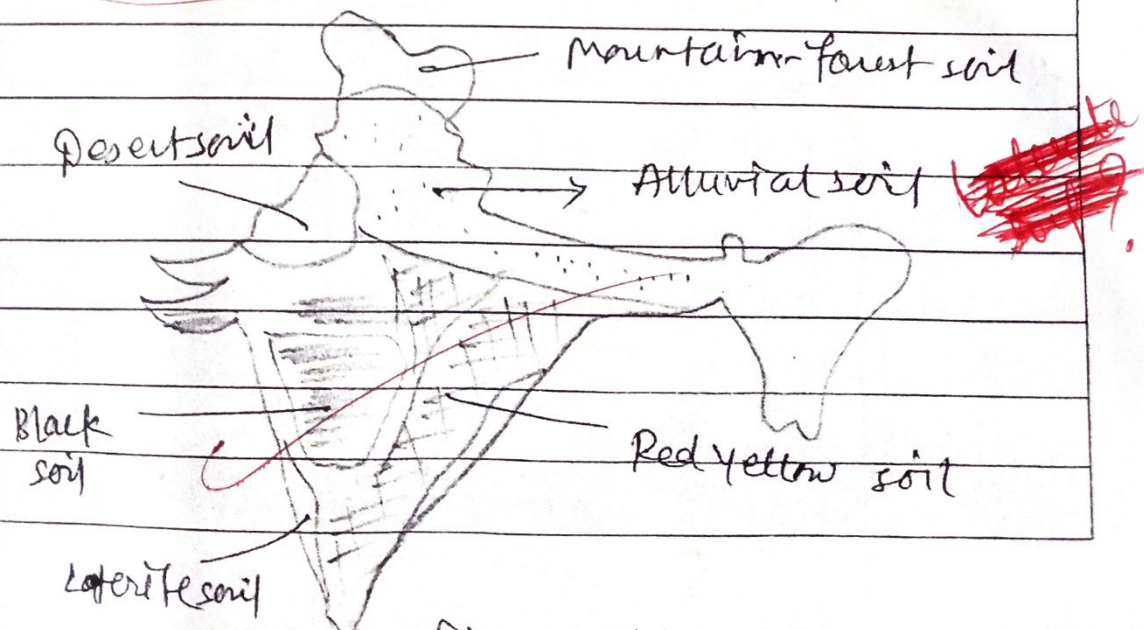 Mountain-forest soil
Desert soil
Alluvial soil
Black
soil
Red Yellow soil
Laterite soil